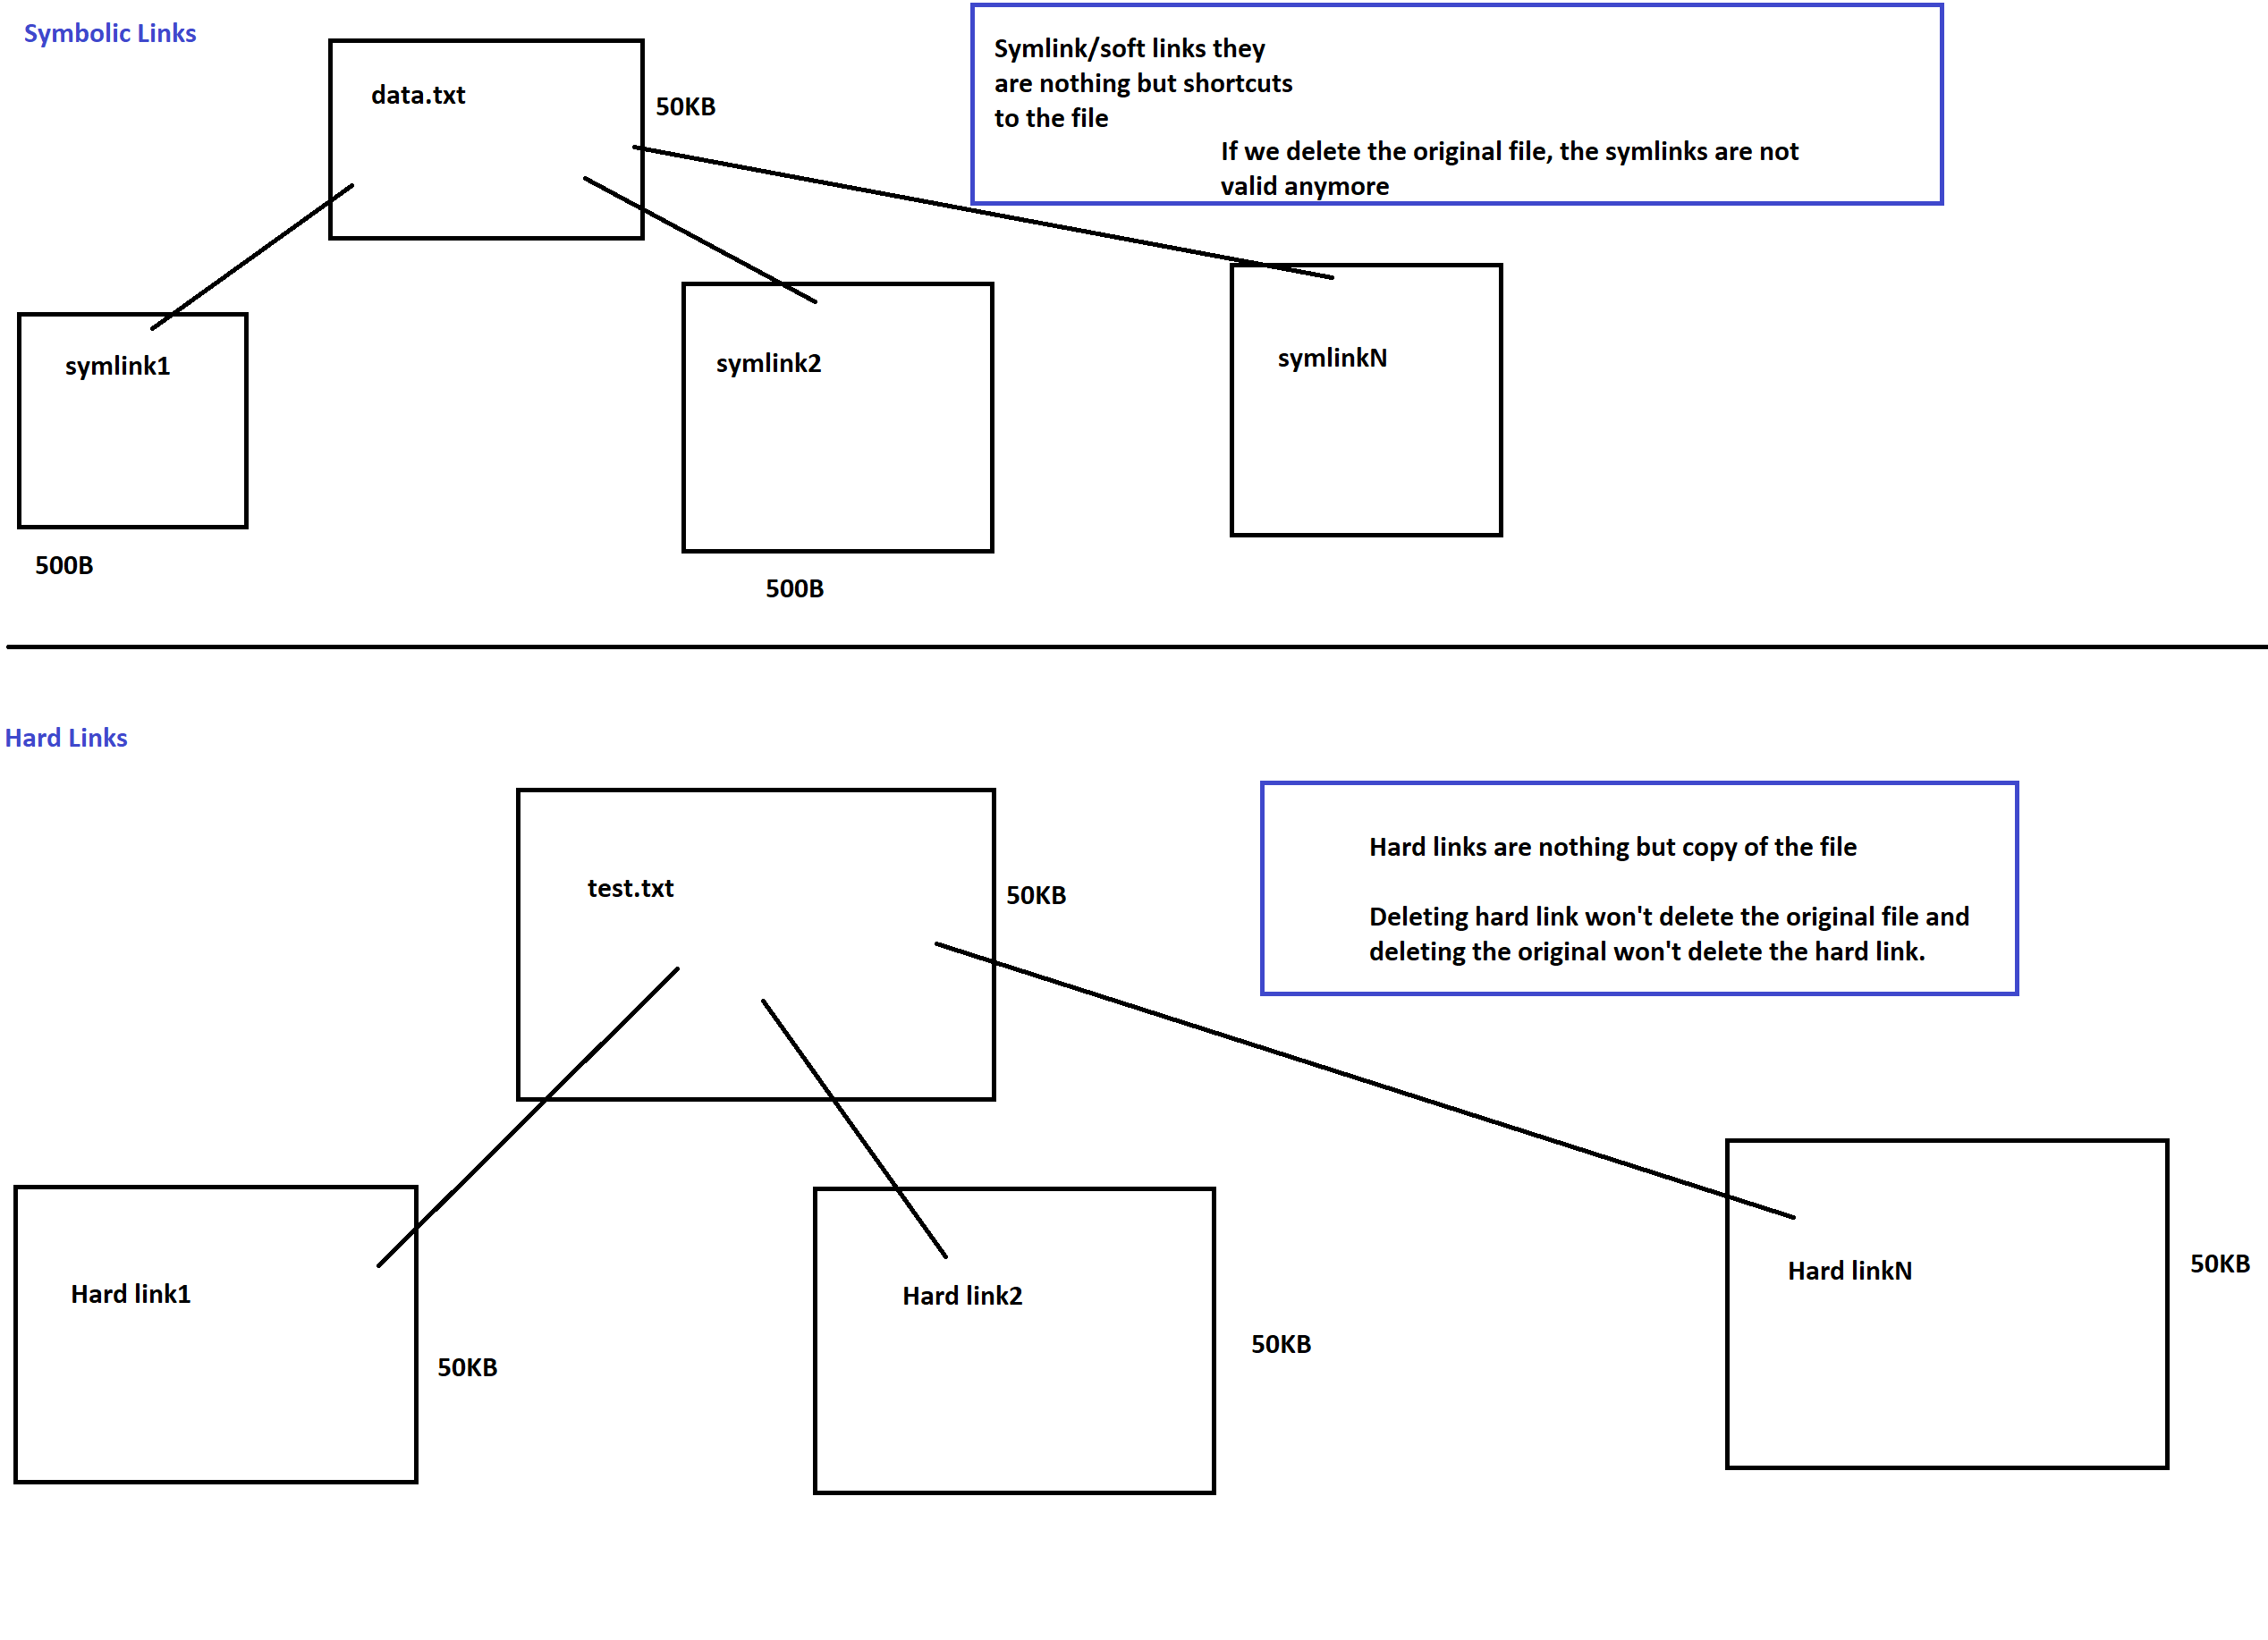 Symbolic Links
data.txt
50KB
Symlink/soft links they
are nothing but shortcuts
to the file
If we delete the original file, the symlinks are not
valid anymore
symlink1
symlink2
symlinkN
500B
500B
Hard Links
test.txt
50KB
Hard links are nothing but copy of the file
Deleting hard link won't delete the original file and
deleting the original won't delete the hard link.
Hard link1
50KB
Hard link2
50KB
Hard linkN
50KB